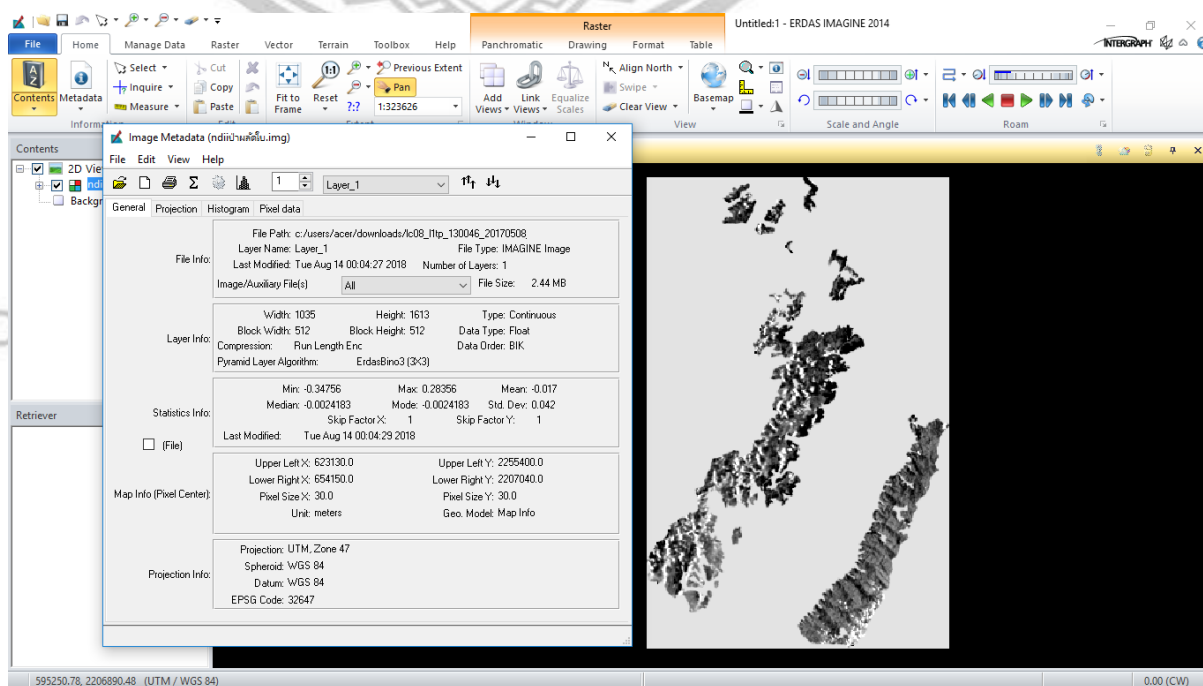 Raster
Untitled:1 - ERDAS IMAGINE 2014
File Home Manage Data Raster Vector Terrain Toolbox Help Panchromatic Drawing Format Table
INTERGRAPH
Contents
Metadata
Select
Inquire
Measure
Cut
Copy
Paste
Fit to Frame
1:1
Reset
?:?
Previous Extent
Pan
1:323626
Add Views
Link Views
Equalize Scales
Align North
Swipe
Clear View
Basemap
Information
Edit
Extent
Window
View
Scale and Angle
Roam
Contents
2D Vie
ndi
Backgr
Retriever
Image Metadata (ndiiป่าผลัดใบ.img)
File Edit View Help
1 Layer_1
General Projection Histogram Pixel data
File Info:
File Path: c:/users/acer/downloads/lc08_l1tp_130046_20170508
Layer Name: Layer_1 File Type: IMAGINE Image
Last Modified: Tue Aug 14 00:04:27 2018 Number of Layers: 1
Image/Auxiliary File(s) All File Size: 2.44 MB
Layer Info:
Width: 1035 Height: 1613 Type: Continuous
Block Width: 512 Block Height: 512 Data Type: Float
Compression: Run Length Enc Data Order: BIK
Pyramid Layer Algorithm: ErdasBino3 (3X3)
Statistics Info:
(File)
Min: -0.34756 Max: 0.28356 Mean: -0.017
Median: -0.0024183 Mode: -0.0024183 Std. Dev: 0.042
Skip Factor X: 1 Skip Factor Y: 1
Last Modified: Tue Aug 14 00:04:29 2018
Map Info (Pixel Center):
Upper Left X: 623130.0 Upper Left Y: 2255400.0
Lower Right X: 654150.0 Lower Right Y: 2207040.0
Pixel Size X: 30.0 Pixel Size Y: 30.0
Unit: meters Geo. Model: Map Info
Projection Info:
Projection: UTM, Zone 47
Spheroid: WGS 84
Datum: WGS 84
EPSG Code: 32647
595250.78, 2206890.48 (UTM / WGS 84)
0.00 (CW)